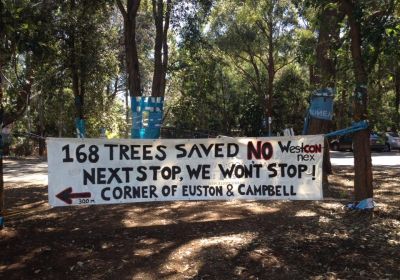 168 TREES SAVED NO WestCON
nex
NEXT STOP, WE WON'T STOP!
CORNER OF EUSTON & CAMPBELL
300m